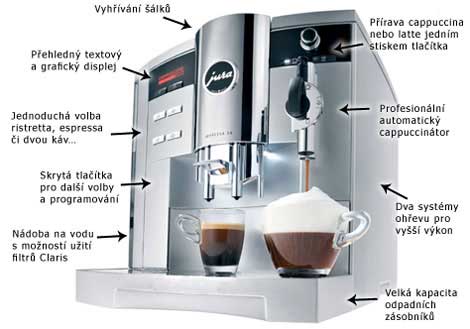 Vyhřívání šálků
Přírava cappuccina
nebo latte jedním
stiskem tlačítka
Přehledný textový
a grafický displej
jura
Jednoduchá volba
ristretta, espressa
či dvou káv...
Profesionální
automatický
cappuccinátor
Skrytá tlačítka
pro další volby
a programování
Dva systémy
ohřevu pro
vyšší výkon
Nádoba na vodu
s možností užití
filtrů Claris
Velká kapacita
odpadních
zásobníků